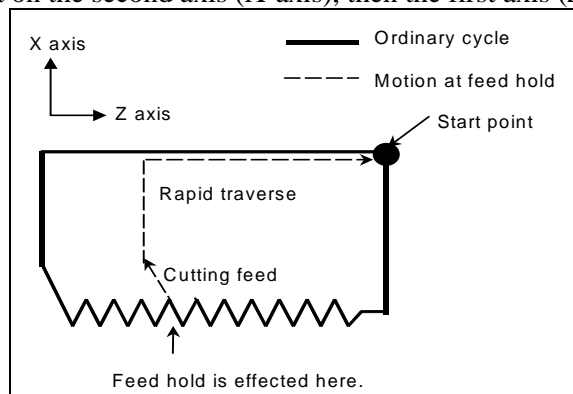 t on the second axis (X axis), then the first axis (
X axis
Ordinary cycle
Motion at feed hold
Z axis
Start point
Rapid traverse
Cutting feed
Feed hold is effected here.